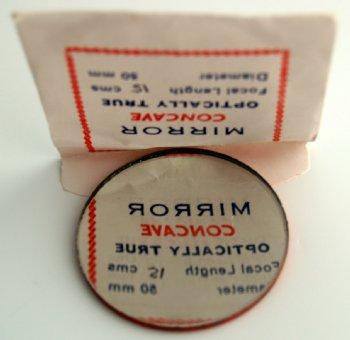 MIRROR
CONCAVE
OPTICALLY TRUE
Focal Length 15 cms
Diameter 50 mm
MIRROR
CONCAVE
OPTICALLY TRUE
Focal Length 15 cms
ameter 50 mm